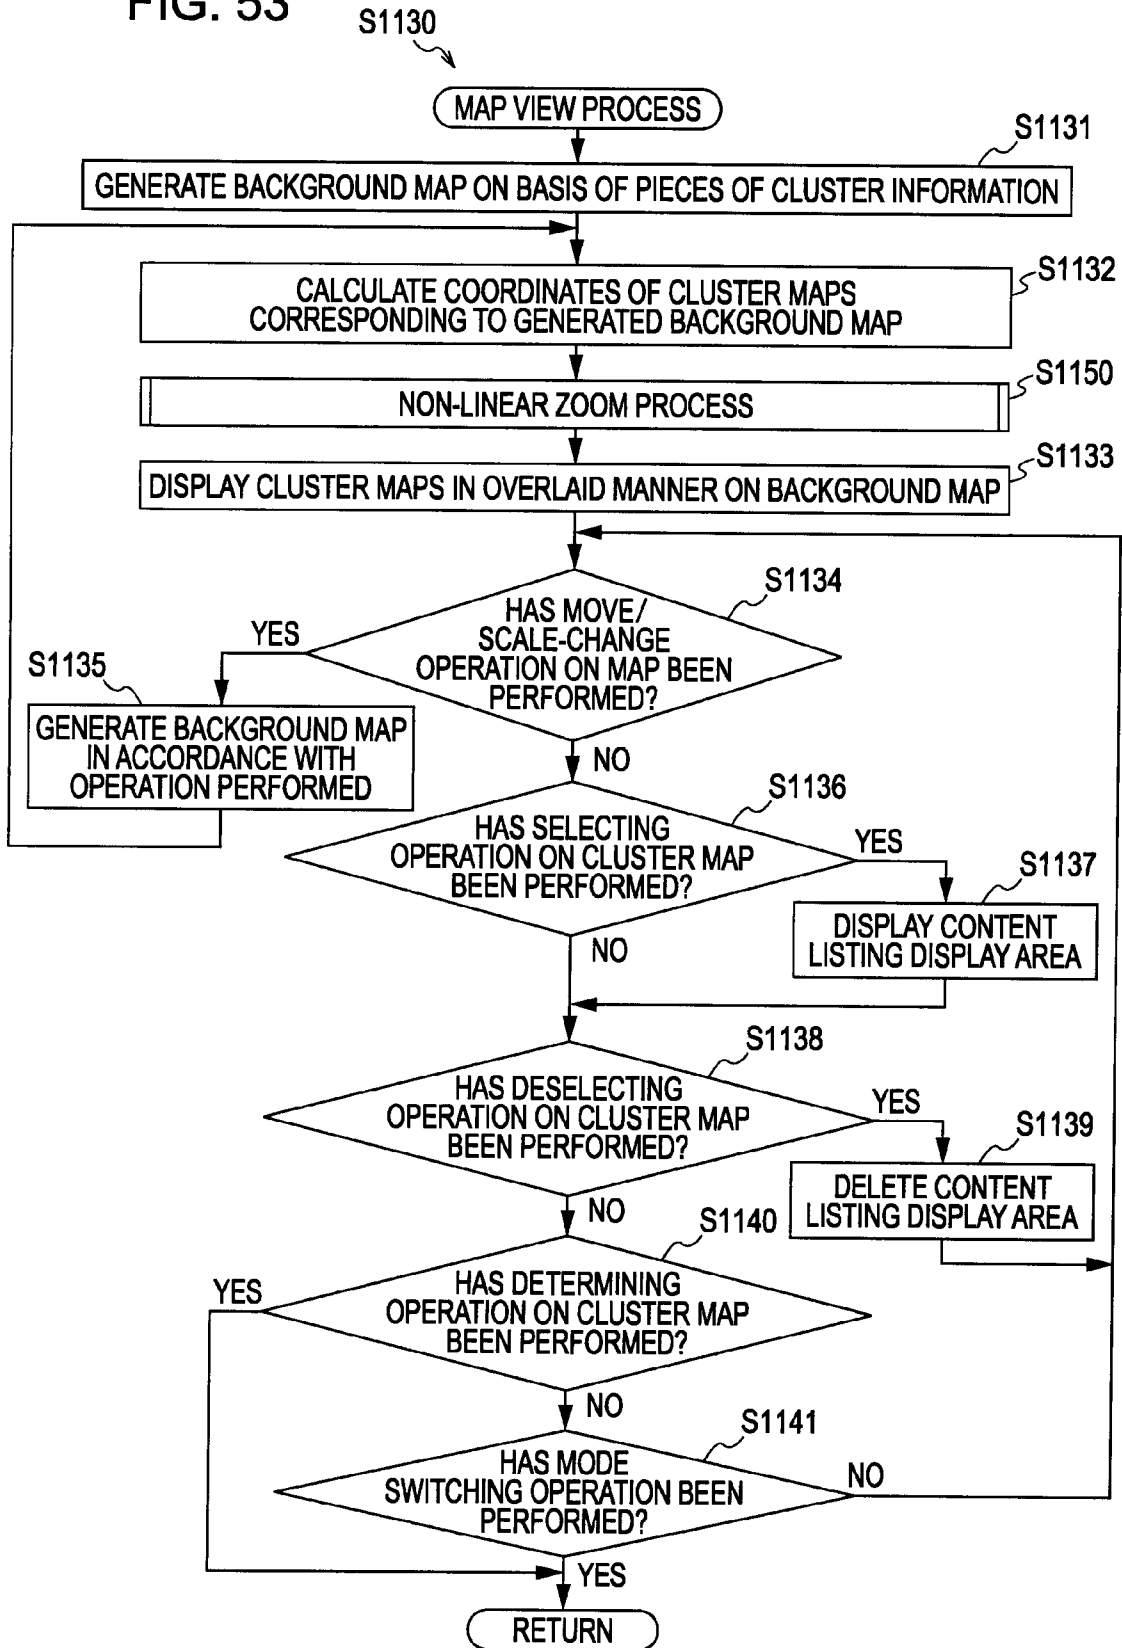 FIG. 53
S1130
MAP VIEW PROCESS
S1131
GENERATE BACKGROUND MAP ON BASIS OF PIECES OF CLUSTER INFORMATION
S1132
CALCULATE COORDINATES OF CLUSTER MAPS
CORRESPONDING TO GENERATED BACKGROUND MAP
S1150
NON-LINEAR ZOOM PROCESS
S1133
DISPLAY CLUSTER MAPS IN OVERLAID MANNER ON BACKGROUND MAP
S1134
HAS MOVE/
SCALE-CHANGE
OPERATION ON MAP BEEN
PERFORMED?
YES
S1135
GENERATE BACKGROUND MAP
IN ACCORDANCE WITH
OPERATION PERFORMED
NO
S1136
HAS SELECTING
OPERATION ON CLUSTER MAP
BEEN PERFORMED?
YES
S1137
DISPLAY CONTENT
LISTING DISPLAY AREA
NO
S1138
HAS DESELECTING
OPERATION ON CLUSTER MAP
BEEN PERFORMED?
YES
S1139
DELETE CONTENT
LISTING DISPLAY AREA
NO
S1140
HAS DETERMINING
OPERATION ON CLUSTER MAP
BEEN PERFORMED?
YES
NO
S1141
HAS MODE
SWITCHING OPERATION BEEN
PERFORMED?
NO
YES
RETURN